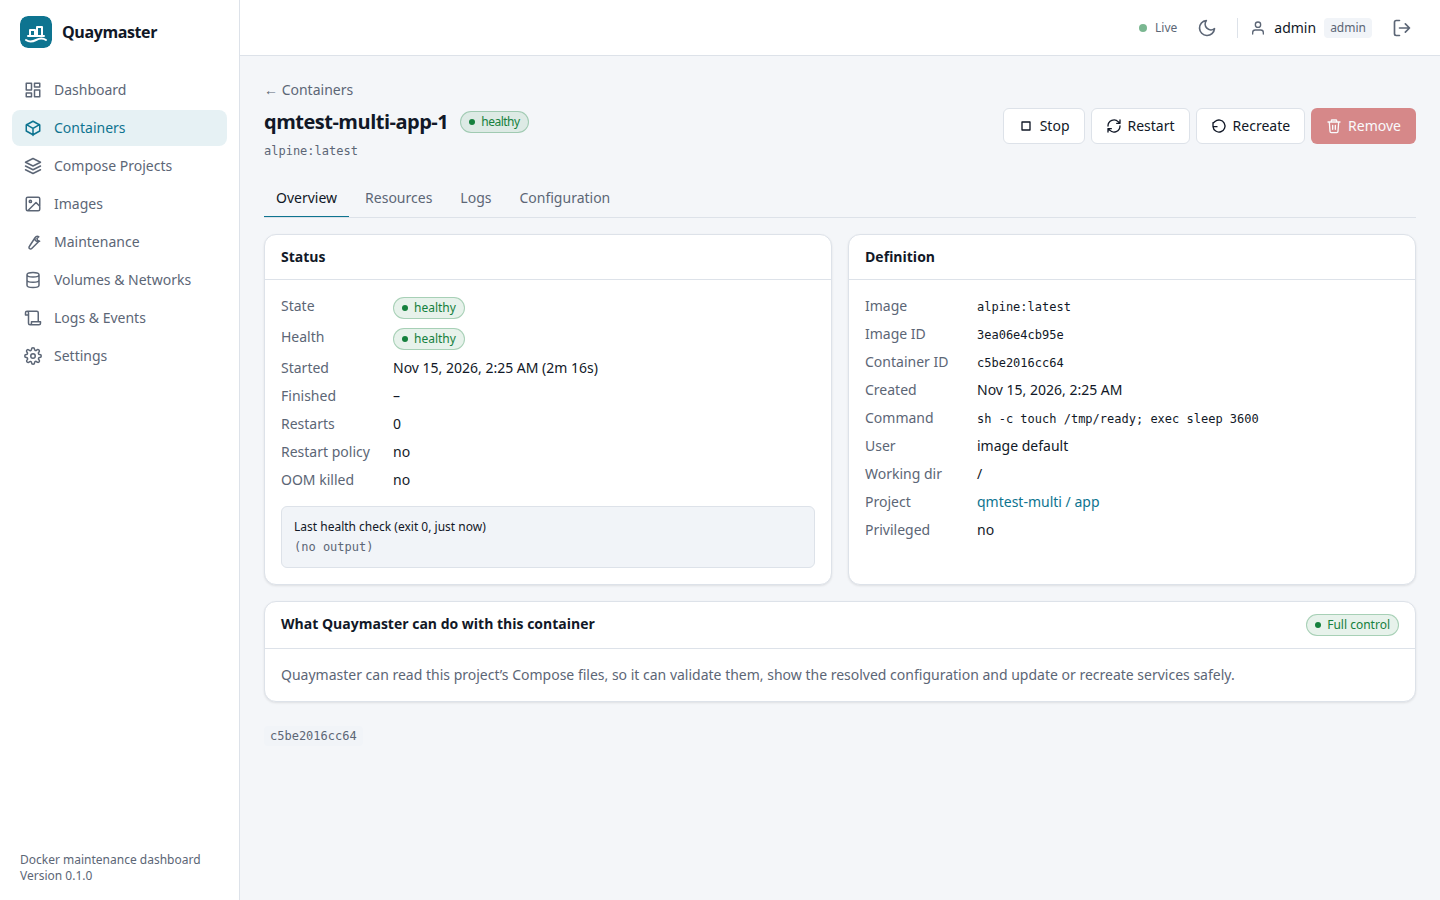 Quaymaster
Live
admin admin
Dashboard
Containers
Compose Projects
Images
Maintenance
Volumes & Networks
Logs & Events
Settings
← Containers
qmtest-multi-app-1 healthy
alpine:latest
Stop Restart Recreate Remove
Overview Resources Logs Configuration
Status
State healthy
Health healthy
Started Nov 15, 2026, 2:25 AM (2m 16s)
Finished –
Restarts 0
Restart policy no
OOM killed no
Last health check (exit 0, just now)
(no output)
Definition
Image alpine:latest
Image ID 3ea06e4cb95e
Container ID c5be2016cc64
Created Nov 15, 2026, 2:25 AM
Command sh -c touch /tmp/ready; exec sleep 3600
User image default
Working dir /
Project qmtest-multi / app
Privileged no
What Quaymaster can do with this container Full control
Quaymaster can read this project's Compose files, so it can validate them, show the resolved configuration and update or recreate services safely.
c5be2016cc64
Docker maintenance dashboard
Version 0.1.0